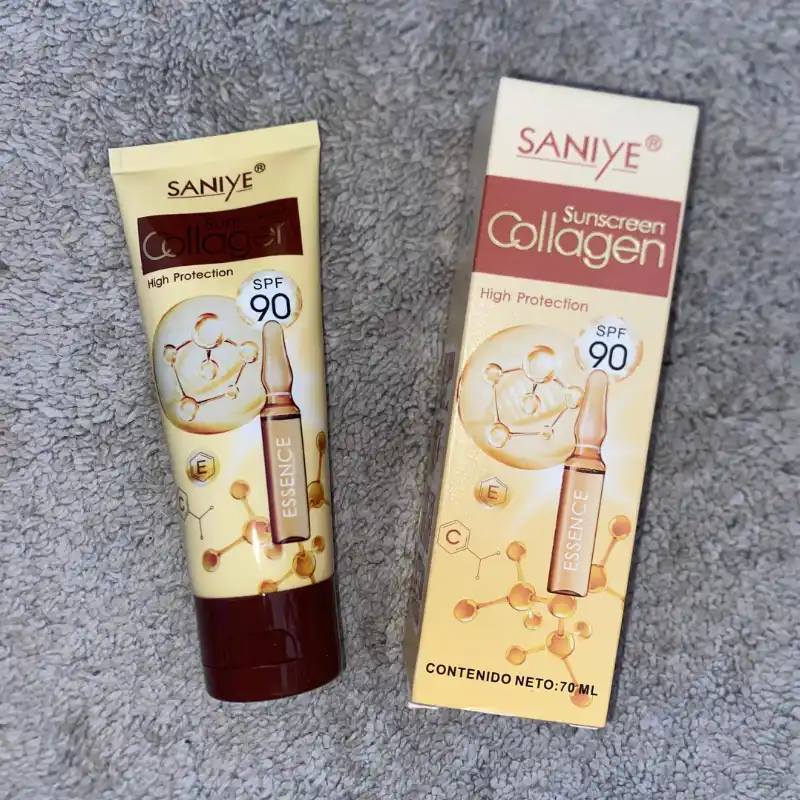 SANIYE®
Sun
Collagen
High Protection
SPF
90
E
ESSENCE
SANIYE®
Sunscreen
Collagen
High Protection
SPF
90
E
C
ESSENCE
CONTENIDO NETO:70 ML